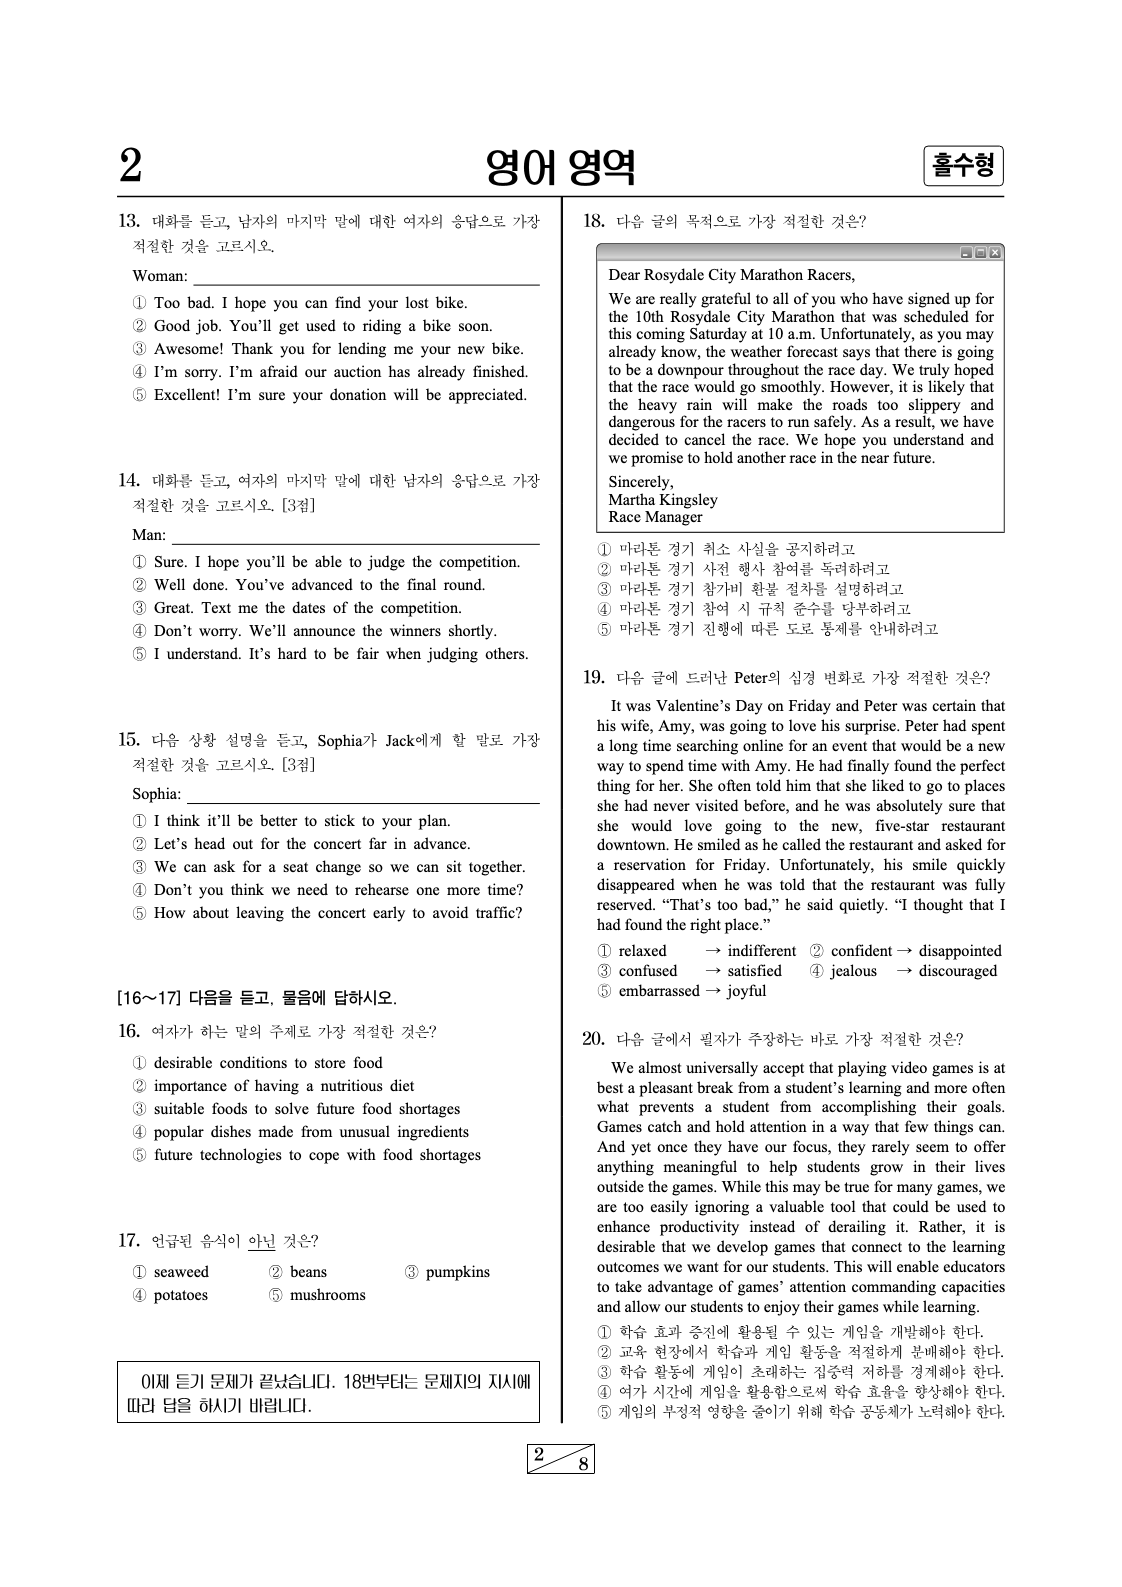 2
영어 영역
홀수형
13. 대화를 듣고, 남자의 마지막 말에 대한 여자의 응답으로 가장
적절한 것을 고르시오.
Woman:
① Too bad. I hope you can find your lost bike.
② Good job. You’ll get used to riding a bike soon.
③ Awesome! Thank you for lending me your new bike.
④ I’m sorry. I’m afraid our auction has already finished.
⑤ Excellent! I’m sure your donation will be appreciated.
14. 대화를 듣고, 여자의 마지막 말에 대한 남자의 응답으로 가장
적절한 것을 고르시오. [3점]
Man:
① Sure. I hope you’ll be able to judge the competition.
② Well done. You’ve advanced to the final round.
③ Great. Text me the dates of the competition.
④ Don’t worry. We’ll announce the winners shortly.
⑤ I understand. It’s hard to be fair when judging others.
15. 다음 상황 설명을 듣고, Sophia가 Jack에게 할 말로 가장
적절한 것을 고르시오. [3점]
Sophia:
① I think it’ll be better to stick to your plan.
② Let’s head out for the concert far in advance.
③ We can ask for a seat change so we can sit together.
④ Don’t you think we need to rehearse one more time?
⑤ How about leaving the concert early to avoid traffic?
[16～17] 다음을 듣고, 물음에 답하시오.
16. 여자가 하는 말의 주제로 가장 적절한 것은?
① desirable conditions to store food
② importance of having a nutritious diet
③ suitable foods to solve future food shortages
④ popular dishes made from unusual ingredients
⑤ future technologies to cope with food shortages
17. 언급된 음식이 아닌 것은?
① seaweed ② beans ③ pumpkins
④ potatoes ⑤ mushrooms
이제 듣기 문제가 끝났습니다. 18번부터는 문제지의 지시에
따라 답을 하시기 바랍니다.
18. 다음 글의 목적으로 가장 적절한 것은?
Dear Rosydale City Marathon Racers,
We are really grateful to all of you who have signed up for
the 10th Rosydale City Marathon that was scheduled for
this coming Saturday at 10 a.m. Unfortunately, as you may
already know, the weather forecast says that there is going
to be a downpour throughout the race day. We truly hoped
that the race would go smoothly. However, it is likely that
the heavy rain will make the roads too slippery and
dangerous for the racers to run safely. As a result, we have
decided to cancel the race. We hope you understand and
we promise to hold another race in the near future.
Sincerely,
Martha Kingsley
Race Manager
① 마라톤 경기 취소 사실을 공지하려고
② 마라톤 경기 사전 행사 참여를 독려하려고
③ 마라톤 경기 참가비 환불 절차를 설명하려고
④ 마라톤 경기 참여 시 규칙 준수를 당부하려고
⑤ 마라톤 경기 진행에 따른 도로 통제를 안내하려고
19. 다음 글에 드러난 Peter의 심경 변화로 가장 적절한 것은?
It was Valentine’s Day on Friday and Peter was certain that
his wife, Amy, was going to love his surprise. Peter had spent
a long time searching online for an event that would be a new
way to spend time with Amy. He had finally found the perfect
thing for her. She often told him that she liked to go to places
she had never visited before, and he was absolutely sure that
she would love going to the new, five-star restaurant
downtown. He smiled as he called the restaurant and asked for
a reservation for Friday. Unfortunately, his smile quickly
disappeared when he was told that the restaurant was fully
reserved. “That’s too bad,” he said quietly. “I thought that I
had found the right place.”
① relaxed → indifferent ② confident → disappointed
③ confused → satisfied ④ jealous → discouraged
⑤ embarrassed → joyful
20. 다음 글에서 필자가 주장하는 바로 가장 적절한 것은?
We almost universally accept that playing video games is at
best a pleasant break from a student’s learning and more often
what prevents a student from accomplishing their goals.
Games catch and hold attention in a way that few things can.
And yet once they have our focus, they rarely seem to offer
anything meaningful to help students grow in their lives
outside the games. While this may be true for many games, we
are too easily ignoring a valuable tool that could be used to
enhance productivity instead of derailing it. Rather, it is
desirable that we develop games that connect to the learning
outcomes we want for our students. This will enable educators
to take advantage of games’ attention commanding capacities
and allow our students to enjoy their games while learning.
① 학습 효과 증진에 활용될 수 있는 게임을 개발해야 한다.
② 교육 현장에서 학습과 게임 활동을 적절하게 분배해야 한다.
③ 학습 활동에 게임이 초래하는 집중력 저하를 경계해야 한다.
④ 여가 시간에 게임을 활용함으로써 학습 효율을 향상해야 한다.
⑤ 게임의 부정적 영향을 줄이기 위해 학습 공동체가 노력해야 한다.
2
8